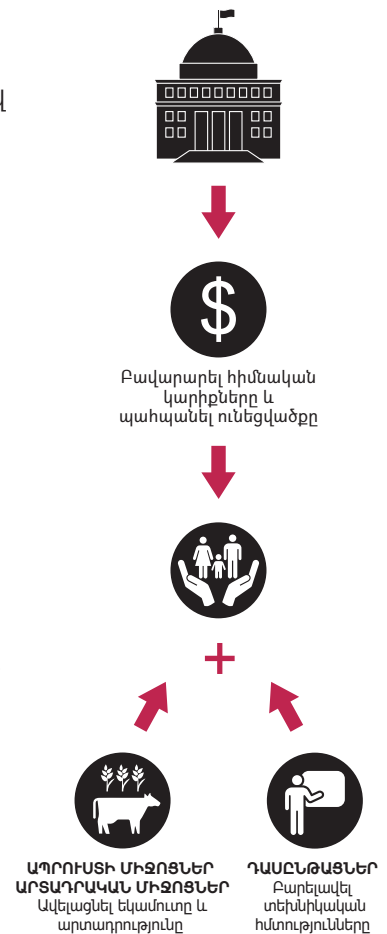 վ
$
Բավարարել հիմնական
կարիքները և
պահպանել ունեցվածքը
+
ԱՊՐՈՒՍՏԻ ՄԻՋՈՑՆԵՐ
ԱՐՏԱԴՐԱԿԱՆ ՄԻՋՈՑՆԵՐ
Ավելացնել եկամուտը և
արտադրությունը
ԴԱՍԸՆԹԱՑՆԵՐ
Բարելավել
տեխնիկական
հմտությունները